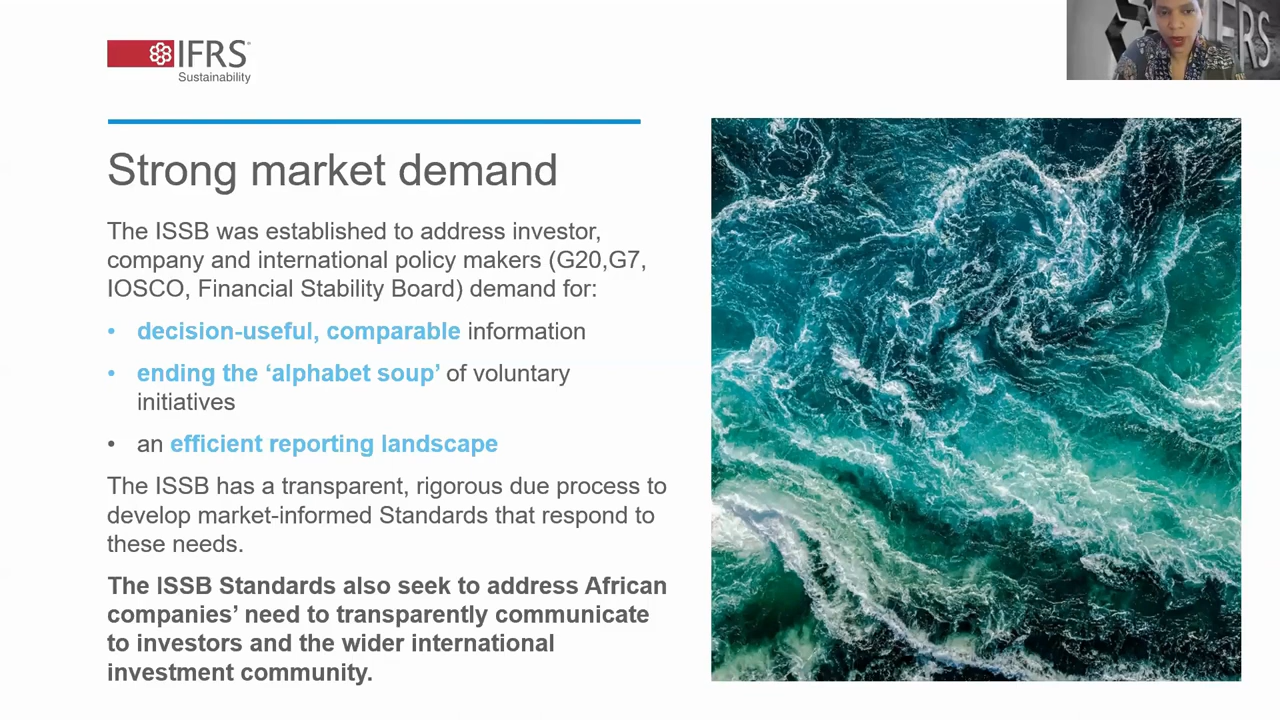 IFRS
Sustainability
IFRS
Strong market demand
The ISSB was established to address investor,
company and international policy makers (G20,G7,
IOSCO, Financial Stability Board) demand for:
• decision-useful, comparable information
• ending the ‘alphabet soup’ of voluntary
initiatives
• an efficient reporting landscape
The ISSB has a transparent, rigorous due process to
develop market-informed Standards that respond to
these needs.
The ISSB Standards also seek to address African
companies’ need to transparently communicate
to investors and the wider international
investment community.